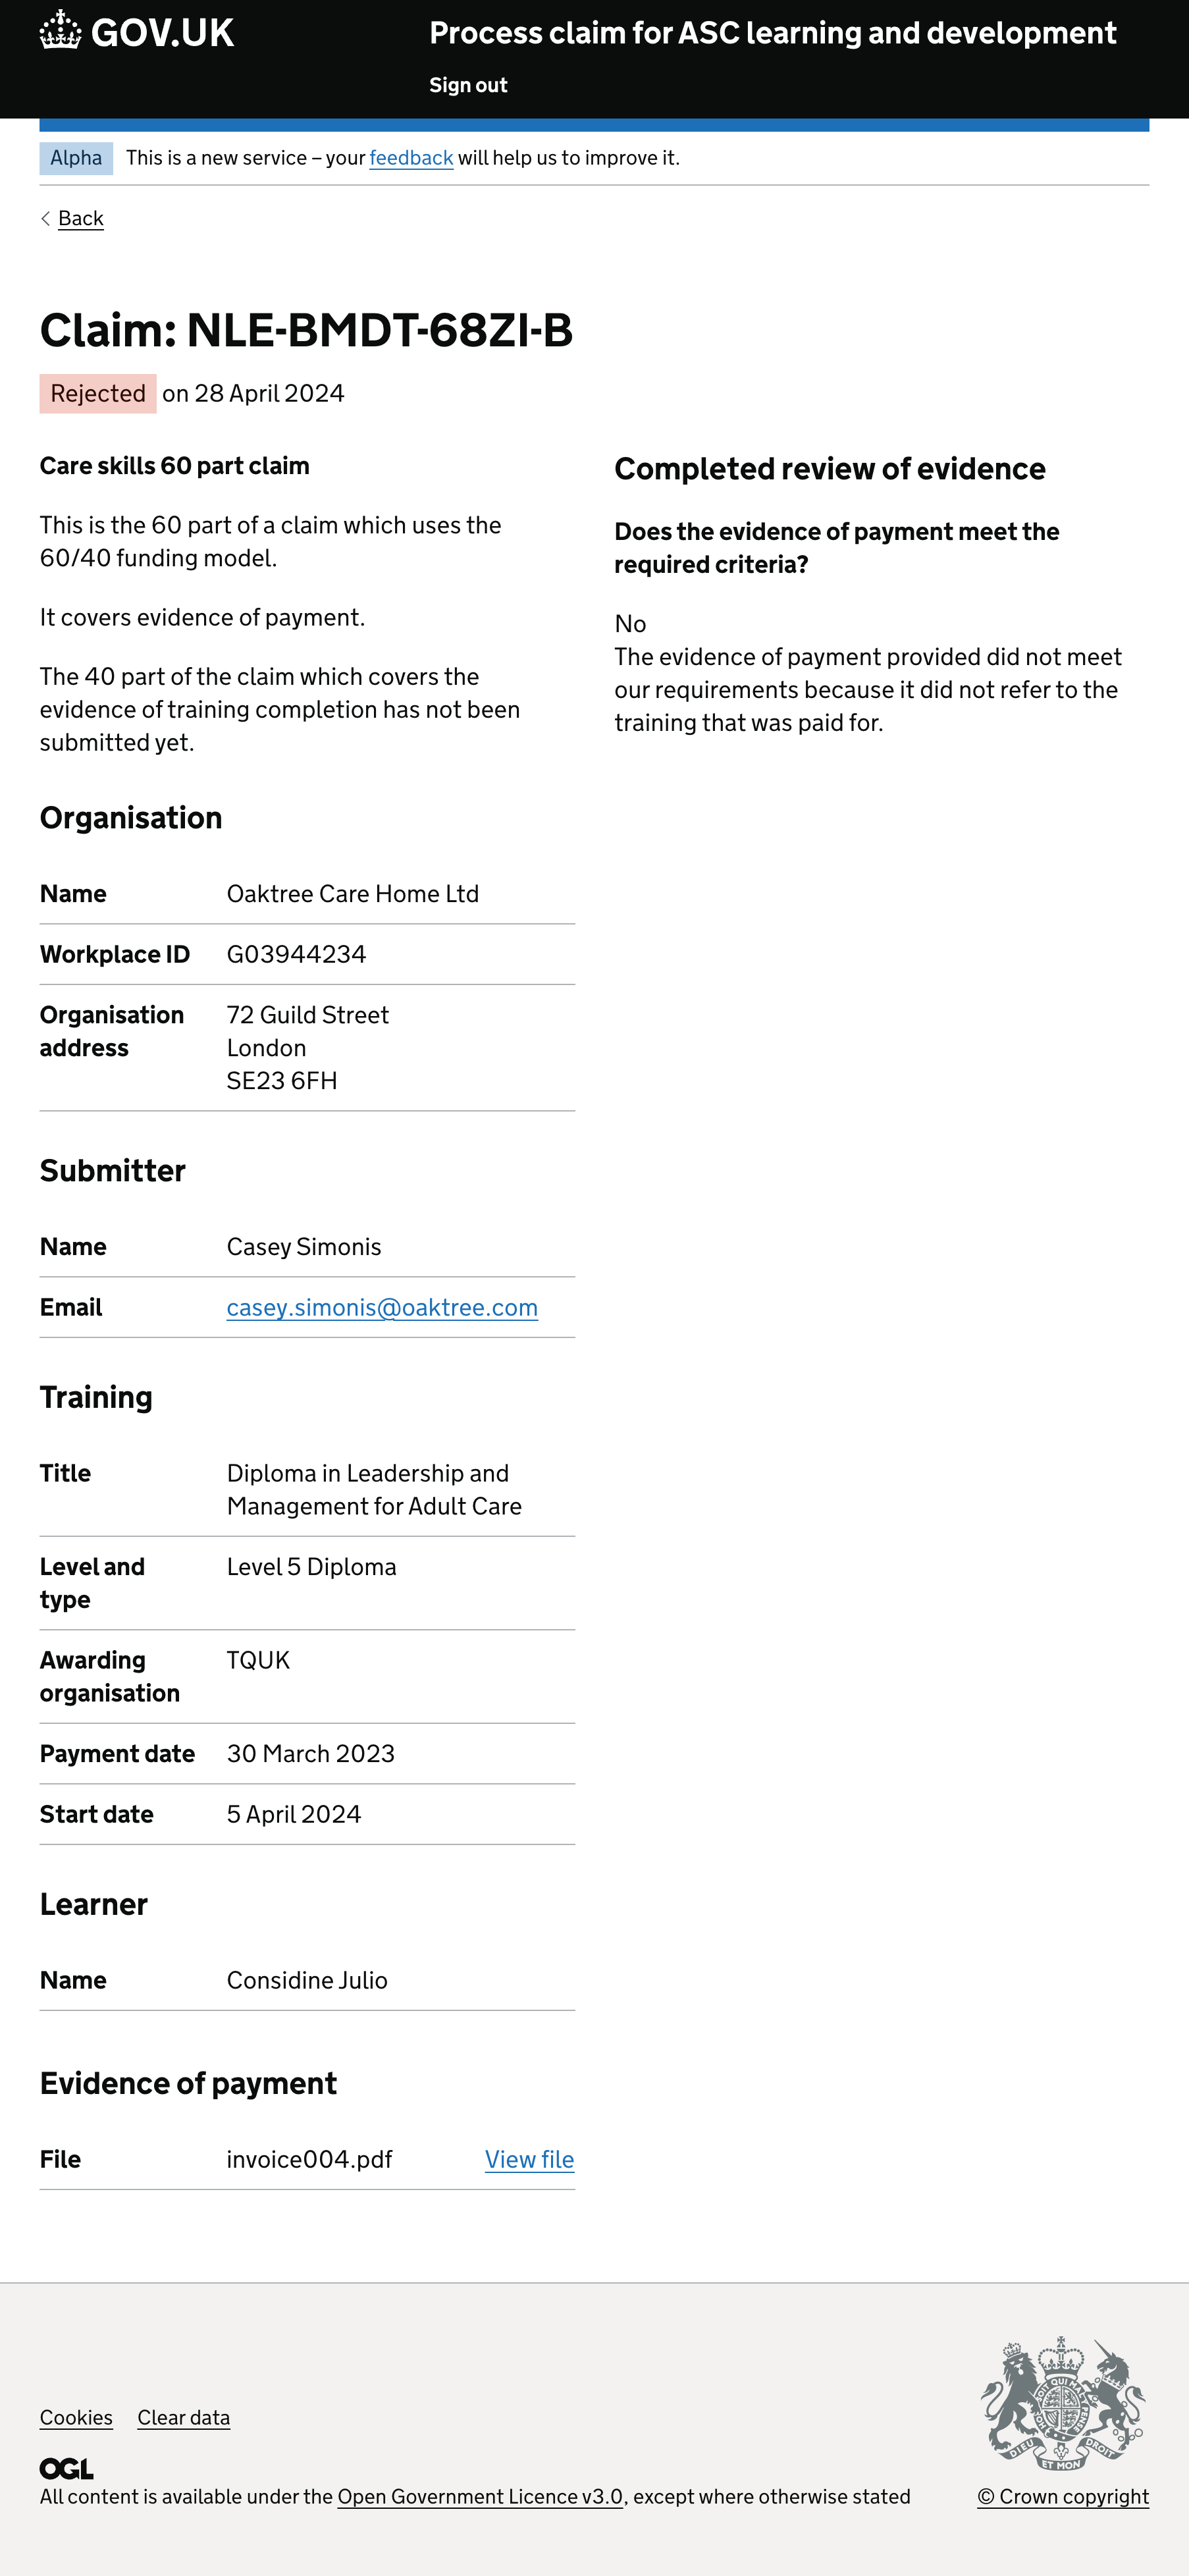 GOV.UK
Process claim for ASC learning and development
Sign out
Alpha
This is a new service – your feedback will help us to improve it.
Back
Claim: NLE-BMDT-68ZI-B
Rejected on 28 April 2024
Care skills 60 part claim
This is the 60 part of a claim which uses the
60/40 funding model.
It covers evidence of payment.
The 40 part of the claim which covers the
evidence of training completion has not been
submitted yet.
Completed review of evidence
Does the evidence of payment meet the
required criteria?
No
The evidence of payment provided did not meet
our requirements because it did not refer to the
training that was paid for.
Organisation
Name Oaktree Care Home Ltd
Workplace ID G03944234
Organisation
address
72 Guild Street
London
SE23 6FH
Submitter
Name Casey Simonis
Email casey.simonis@oaktree.com
Training
Title
Diploma in Leadership and
Management for Adult Care
Level and
type
Level 5 Diploma
Awarding
organisation
TQUK
Payment date 30 March 2023
Start date 5 April 2024
Learner
Name Considine Julio
Evidence of payment
File invoice004.pdf View file
Cookies Clear data
OGL
All content is available under the Open Government Licence v3.0, except where otherwise stated
DIEU ET MON DROIT
© Crown copyright